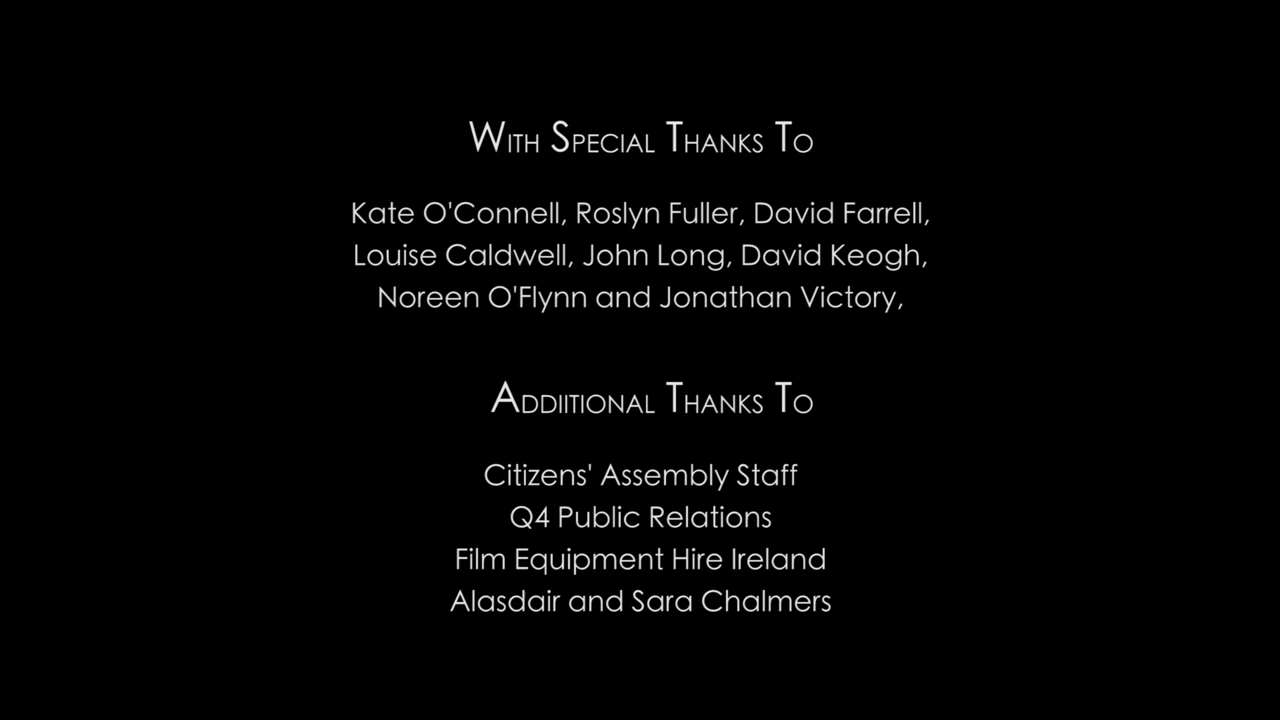 With Special Thanks To
Kate O'Connell, Roslyn Fuller, David Farrell,
Louise Caldwell, John Long, David Keogh,
Noreen O'Flynn and Jonathan Victory,
Addiitional Thanks To
Citizens' Assembly Staff
Q4 Public Relations
Film Equipment Hire Ireland
Alasdair and Sara Chalmers